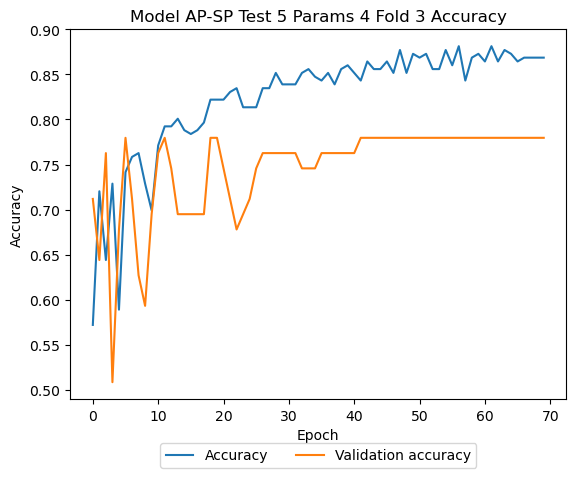 Model AP-SP Test 5 Params 4 Fold 3 Accuracy
0.90
0.85
0.80
0.75
0.70
0.65
0.60
0.55
0.50
Accuracy
0 10 20 30 40 50 60 70
Epoch
Accuracy Validation accuracy